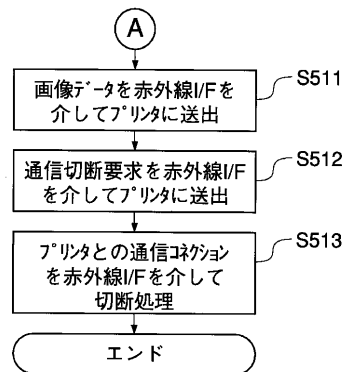 A
画像ﾃﾞｰﾀを赤外線I/Fを
介してﾌﾟﾘﾝﾀに送出
S511
通信切断要求を赤外線I/F
を介してﾌﾟﾘﾝﾀに送出
S512
ﾌﾟﾘﾝﾀとの通信ｺﾈｸｼｮﾝ
を赤外線I/Fを介して
切断処理
S513
エンド